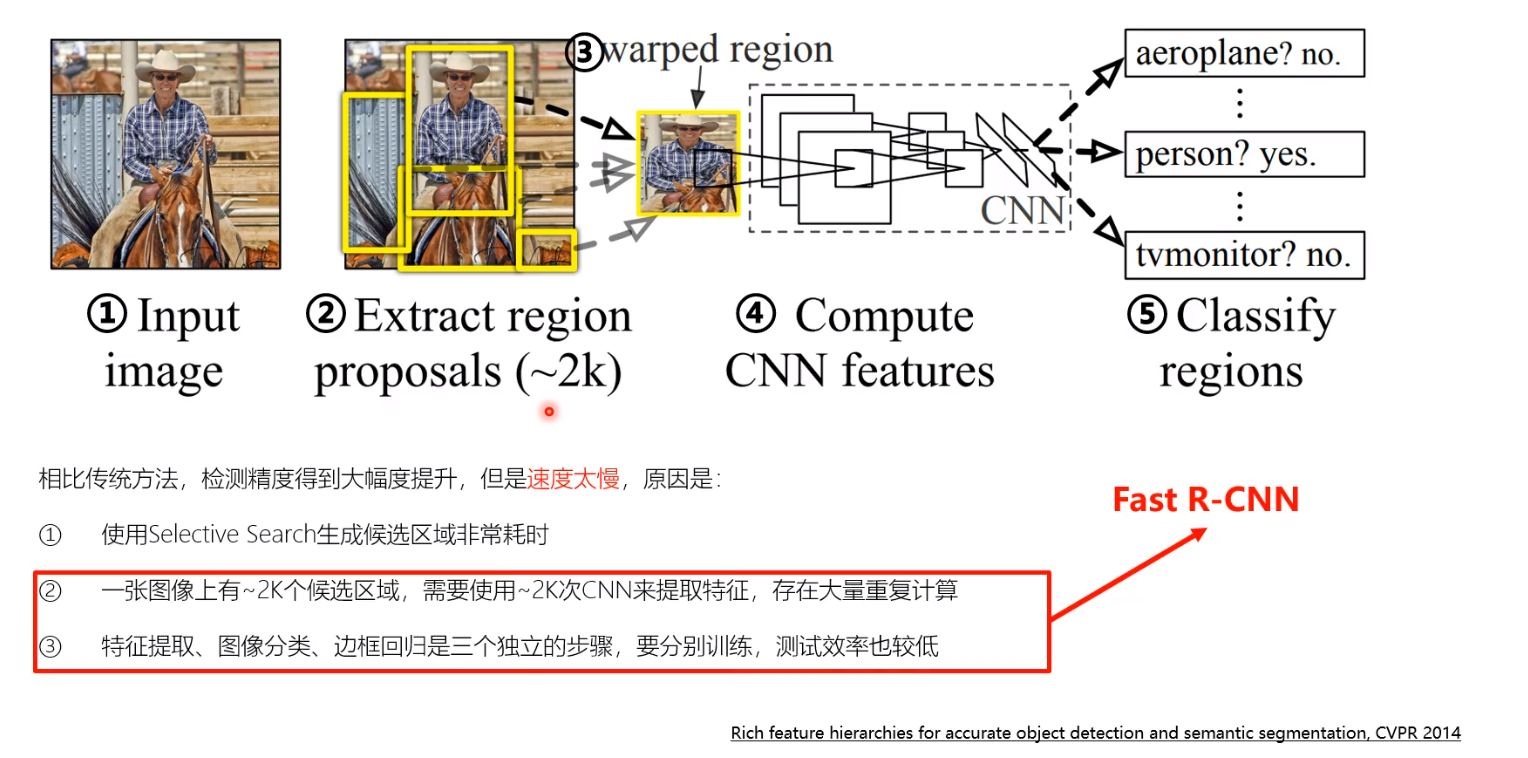 ③warped region
aeroplane? no.
person? yes.
CNN
tvmonitor? no.
① Input
image
② Extract region
proposals (~2k)
④ Compute
CNN features
⑤ Classify
regions
相比传统方法，检测精度得到大幅度提升，但是速度太慢，原因是：
Fast R-CNN
① 使用Selective Search生成候选区域非常耗时
② 一张图像上有~2K个候选区域，需要使用~2K次CNN来提取特征，存在大量重复计算
③ 特征提取、图像分类、边框回归是三个独立的步骤，要分别训练，测试效率也较低
Rich feature hierarchies for accurate object detection and semantic segmentation, CVPR 2014